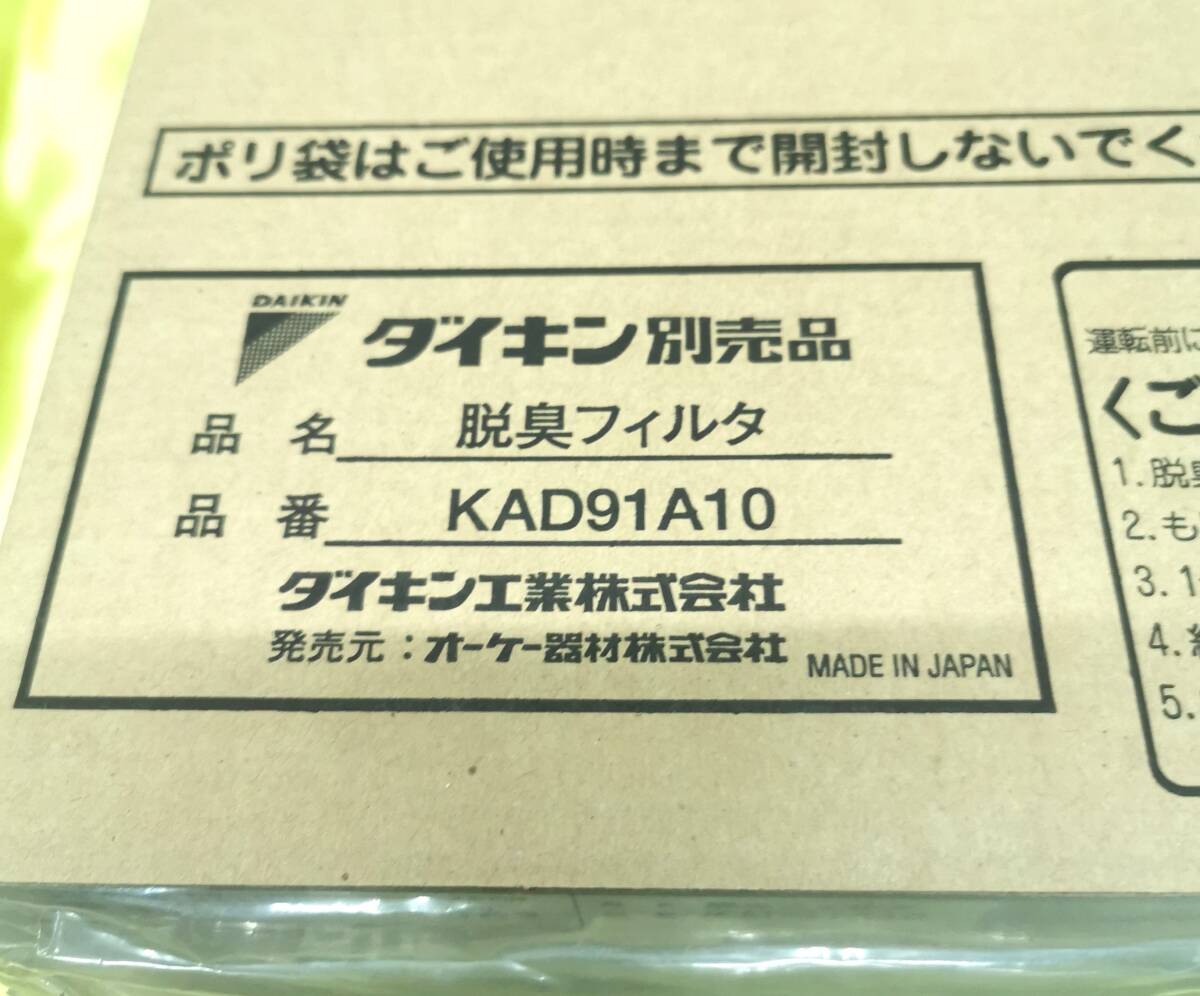 ポリ袋はご使用時まで開封しないでく
DAIKIN
ダイキン別売品
品 名 脱臭フィルタ
品 番 KAD91A10
ダイキン工業株式会社
発売元：オーケー器材株式会社
MADE IN JAPAN
運転前に
くご
1.脱臭
2.も
3.1
4.
5.